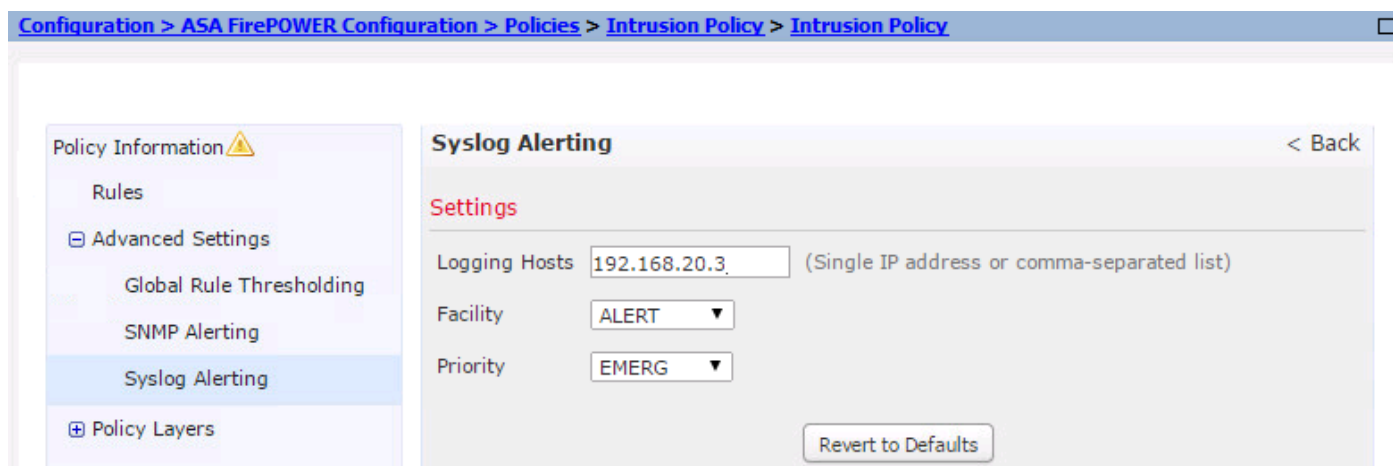 Configuration > ASA FirePOWER Configuration > Policies > Intrusion Policy > Intrusion Policy
Policy Information
Rules
Advanced Settings
Global Rule Thresholding
SNMP Alerting
Syslog Alerting
Policy Layers
Syslog Alerting
< Back
Settings
Logging Hosts 192.168.20.3 (Single IP address or comma-separated list)
Facility ALERT
Priority EMERG
Revert to Defaults